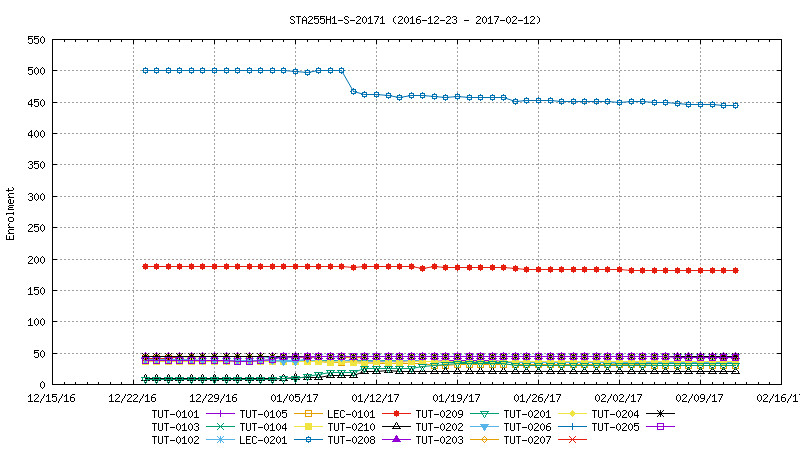 STA255H1-S-20171 (2016-12-23 - 2017-02-12)
550
500
450
400
350
300
250
200
150
100
50
0
Enrolment
12/15/16 12/22/16 12/29/16 01/05/17 01/12/17 01/19/17 01/26/17 02/02/17 02/09/17 02/16/17
TUT-0101 TUT-0105 LEC-0101 TUT-0209 TUT-0201 TUT-0204
TUT-0103 TUT-0104 TUT-0210 TUT-0202 TUT-0206 TUT-0205
TUT-0102 LEC-0201 TUT-0208 TUT-0203 TUT-0207